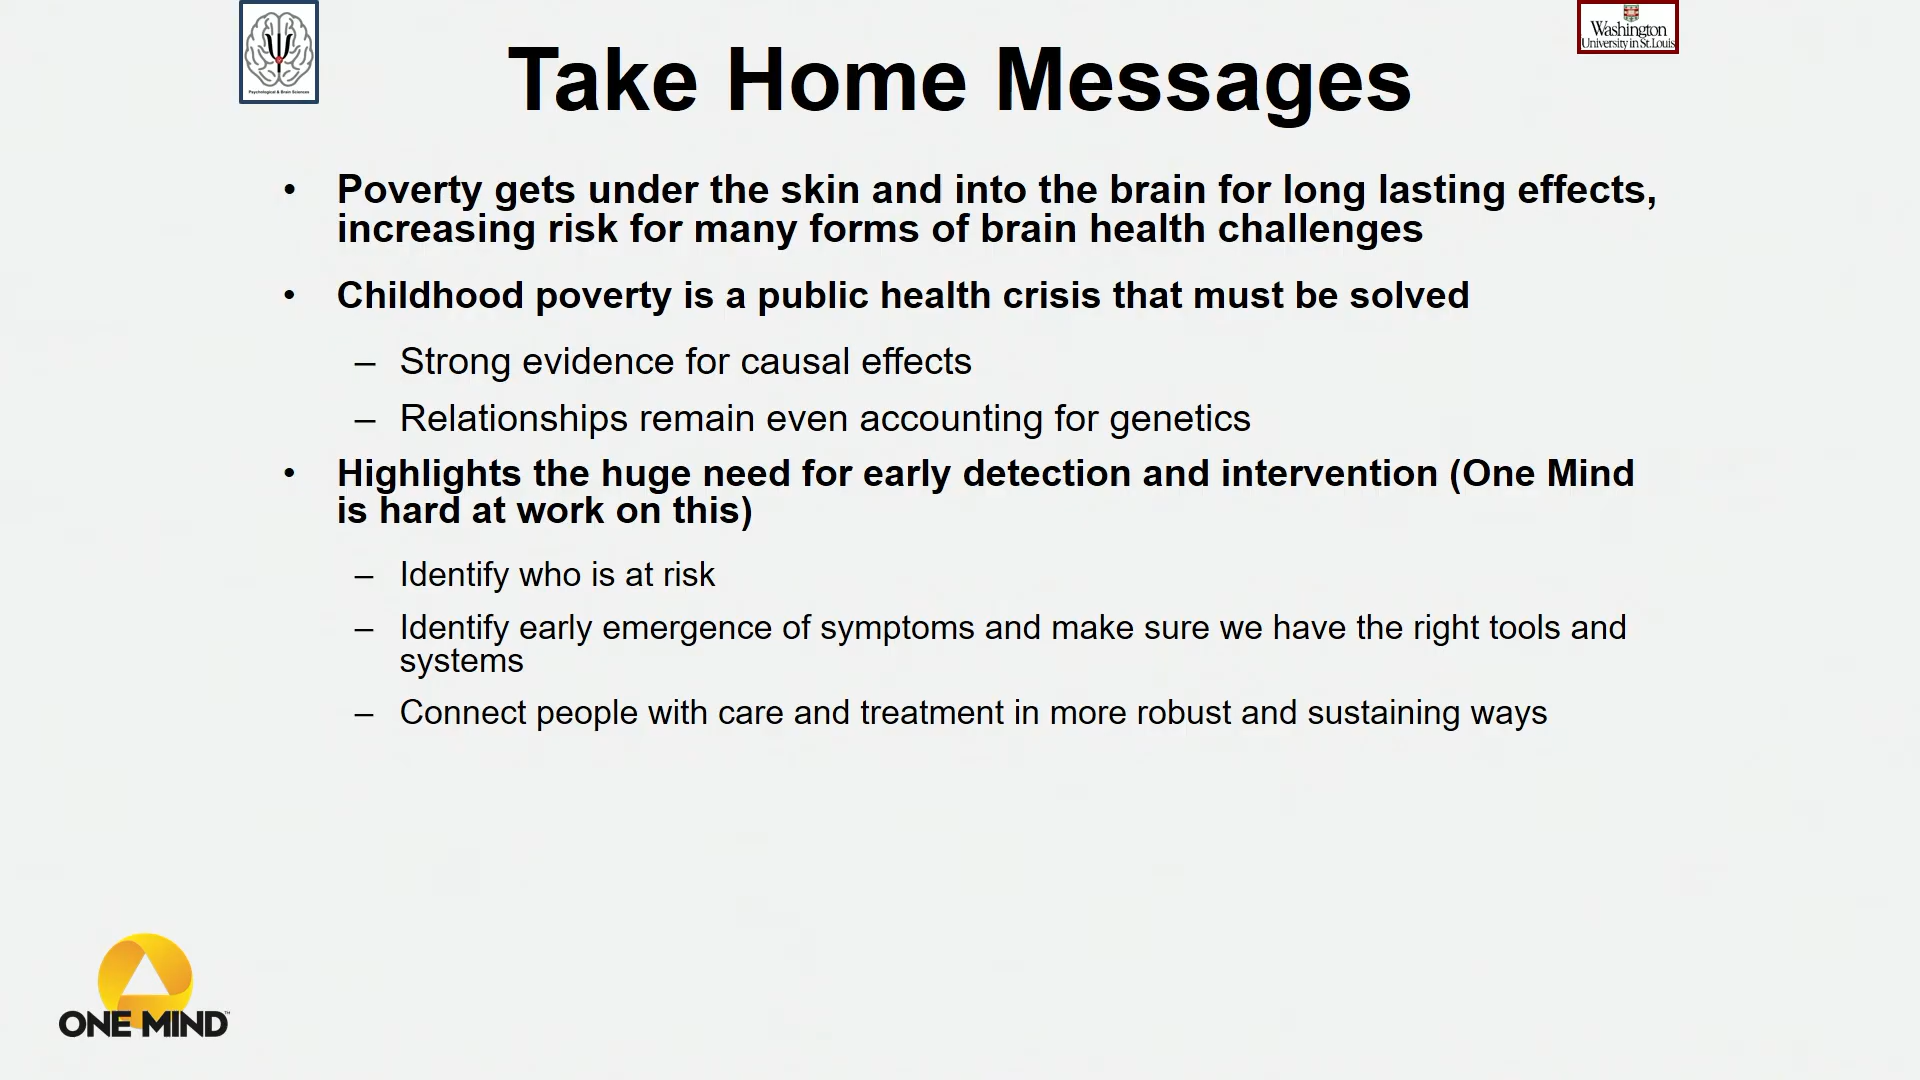 Psychological & Brain Sciences
Washington
University in St. Louis
Take Home Messages
• Poverty gets under the skin and into the brain for long lasting effects,
increasing risk for many forms of brain health challenges
• Childhood poverty is a public health crisis that must be solved
– Strong evidence for causal effects
– Relationships remain even accounting for genetics
• Highlights the huge need for early detection and intervention (One Mind
is hard at work on this)
– Identify who is at risk
– Identify early emergence of symptoms and make sure we have the right tools and
systems
– Connect people with care and treatment in more robust and sustaining ways
ONE MIND™